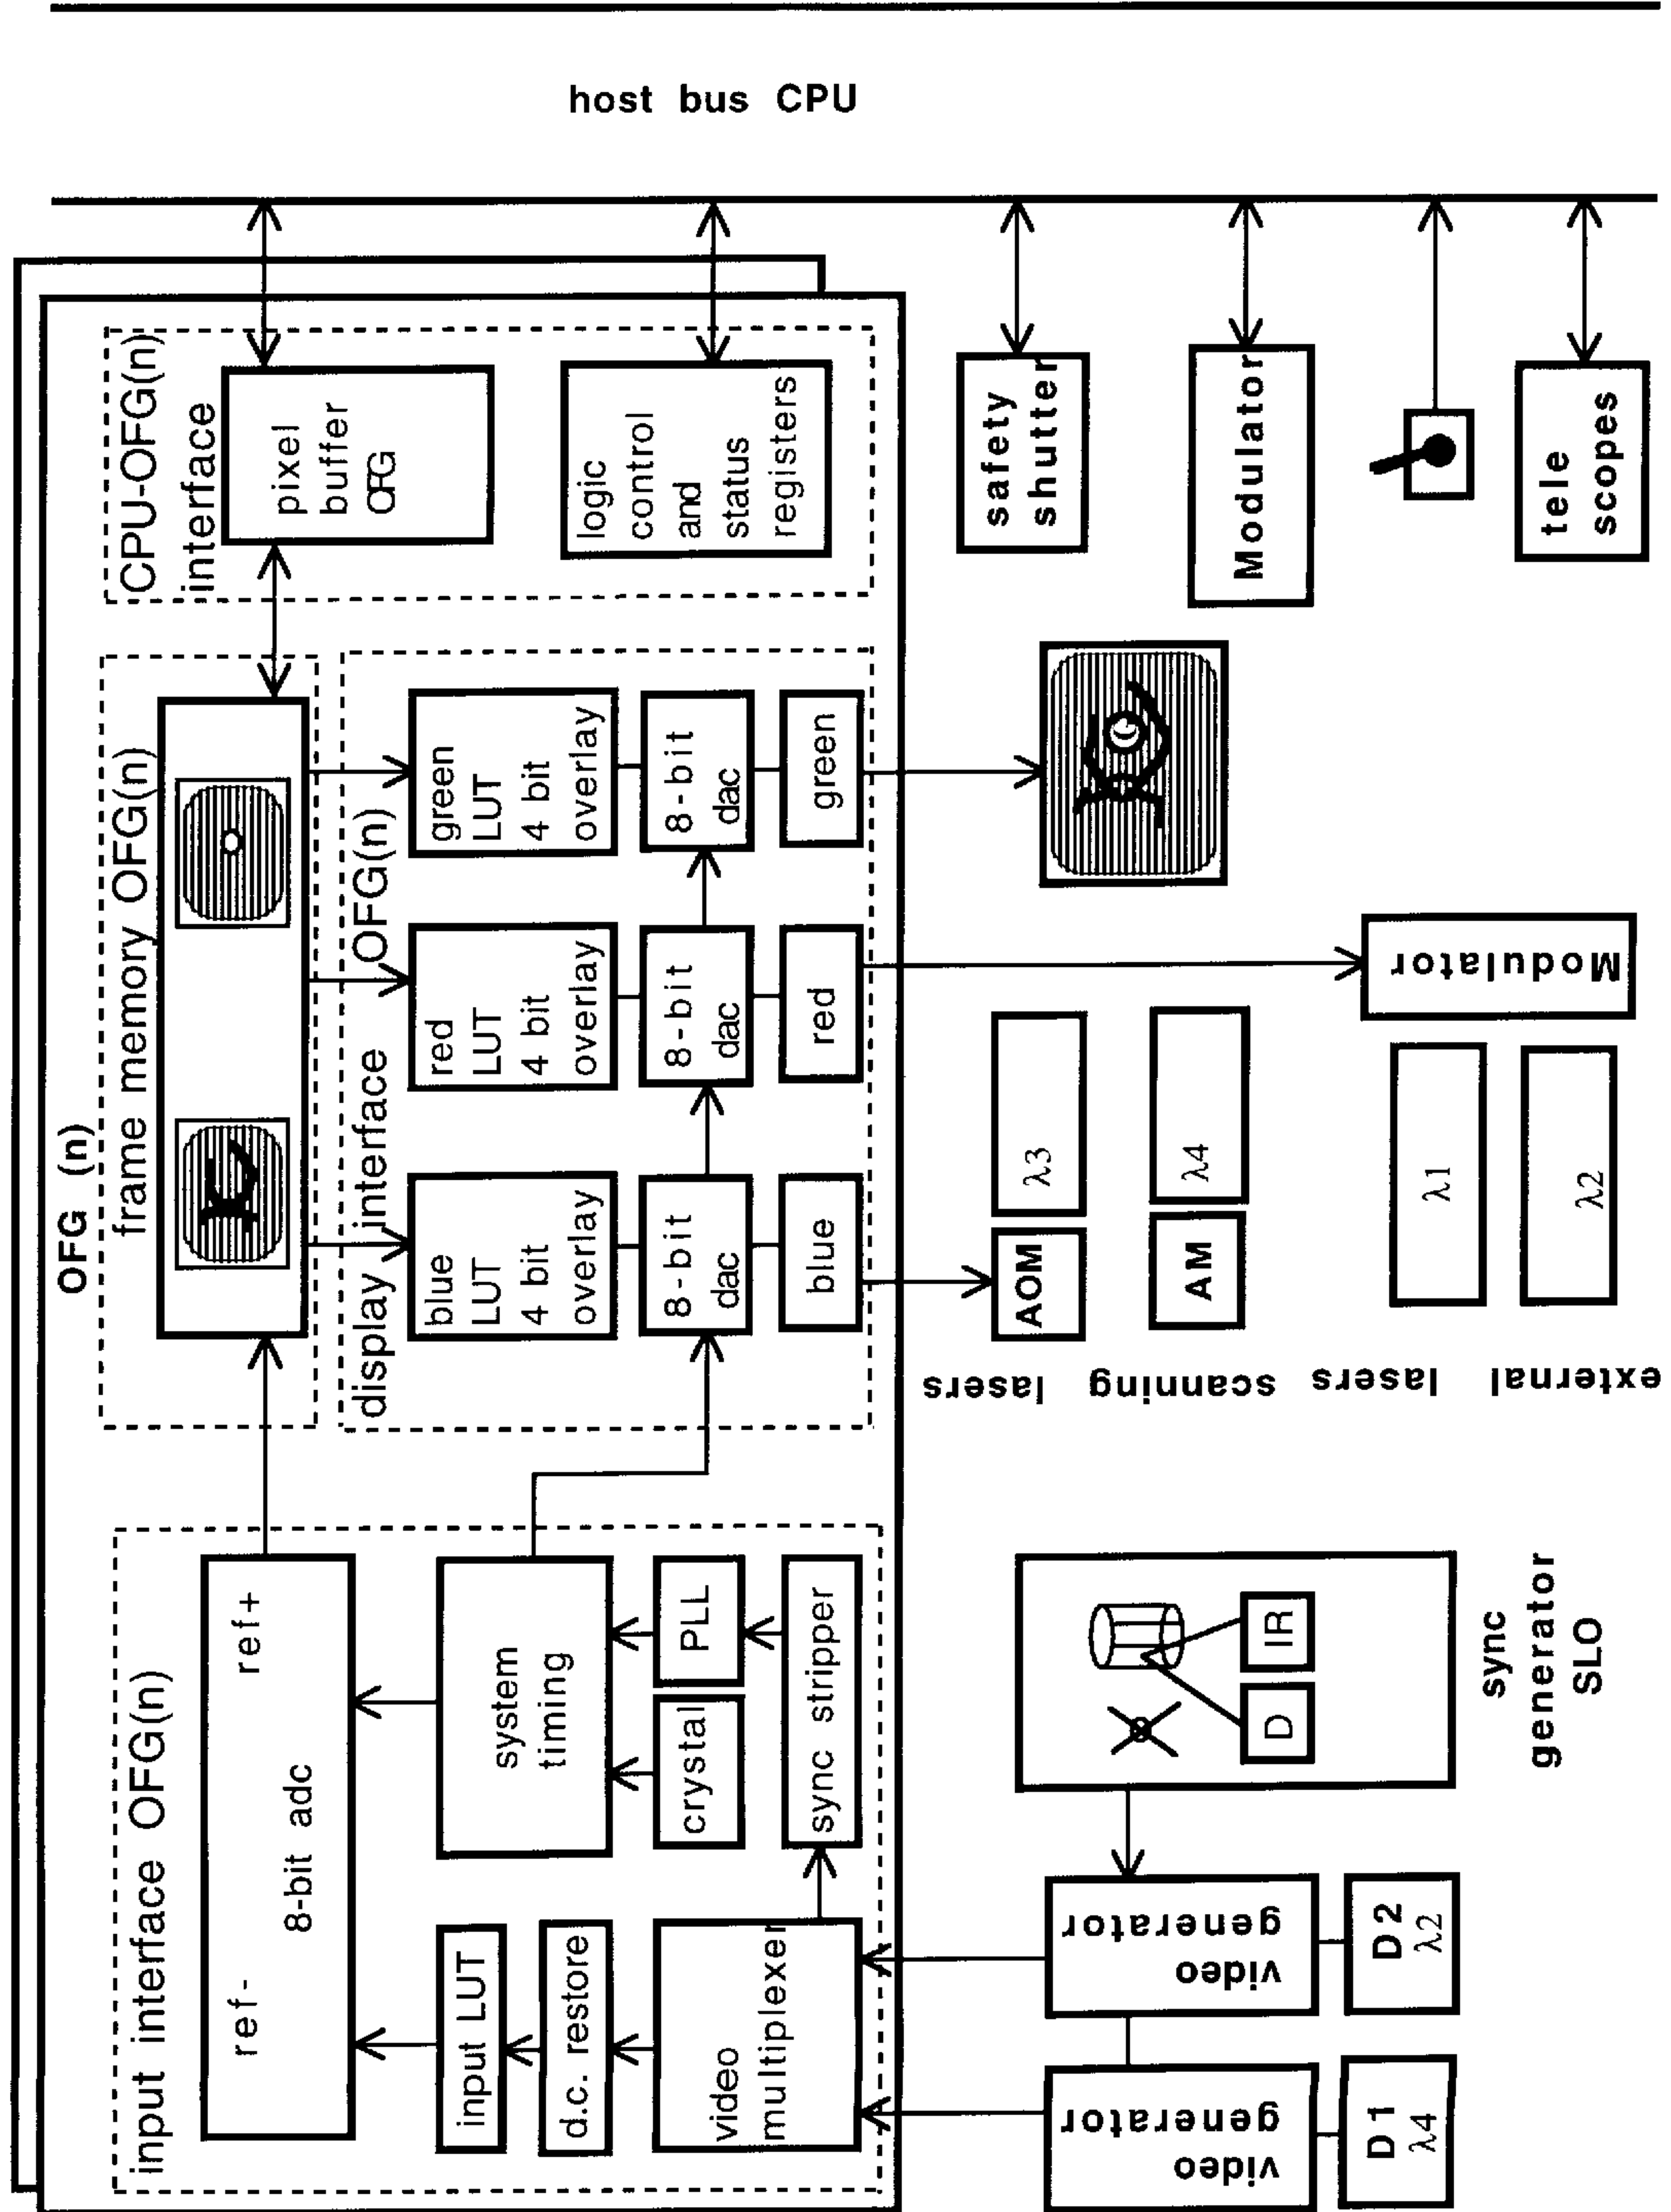 host bus CPU
OFG (n)
input interface OFG(n)
ref-
ref+
8-bit adc
input LUT
d.c. restore
video
multiplexer
system
timing
crystal
PLL
sync stripper
frame memory OFG(n)
display interface OFG(n)
blue
LUT
4 bit
overlay
8-bit
dac
blue
red
LUT
4 bit
overlay
8-bit
dac
red
green
LUT
4 bit
overlay
8-bit
dac
green
CPU-OFG(n)
interface
pixel
buffer
OFG
logic
control
and
status
registers
safety
shutter
Modulator
tele
scopes
Modulator
AOM
λ3
AM
λ4
λ1
λ2
external lasers scanning lasers
D
IR
sync
generator
SLO
video
generator
D2
λ2
video
generator
D1
λ4